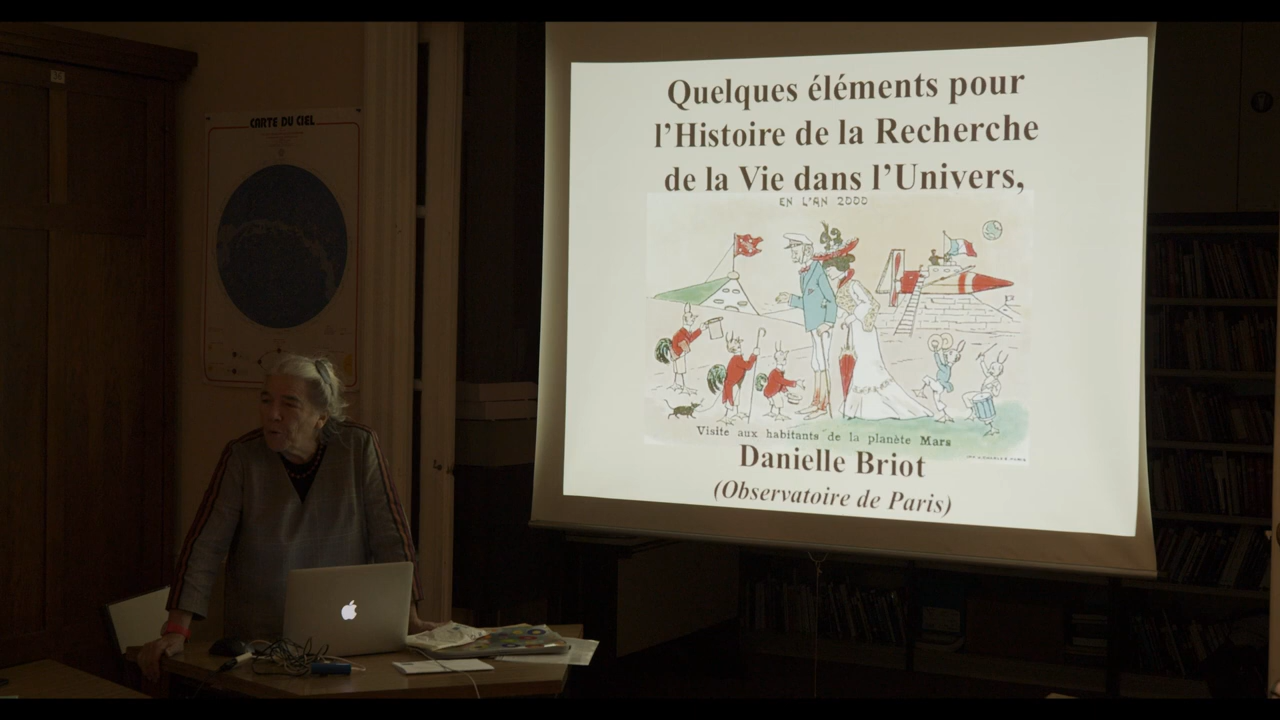 CARTE DU CIEL
Quelques éléments pour
l'Histoire de la Recherche
de la Vie dans l'Univers,
EN L'AN 2000
Visite aux habitants de la planète Mars
Danielle Briot
(Observatoire de Paris)